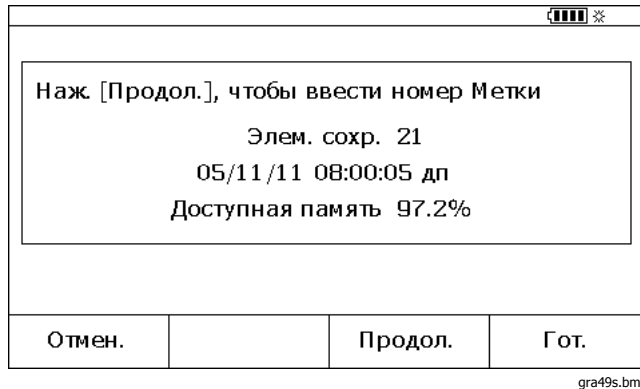 Наж. [Продол.], чтобы ввести номер Метки
Элем. сохр. 21
05/11/11 08:00:05 дп
Доступная память 97.2%
Отмен. Продол. Гот.
gra49s.bm